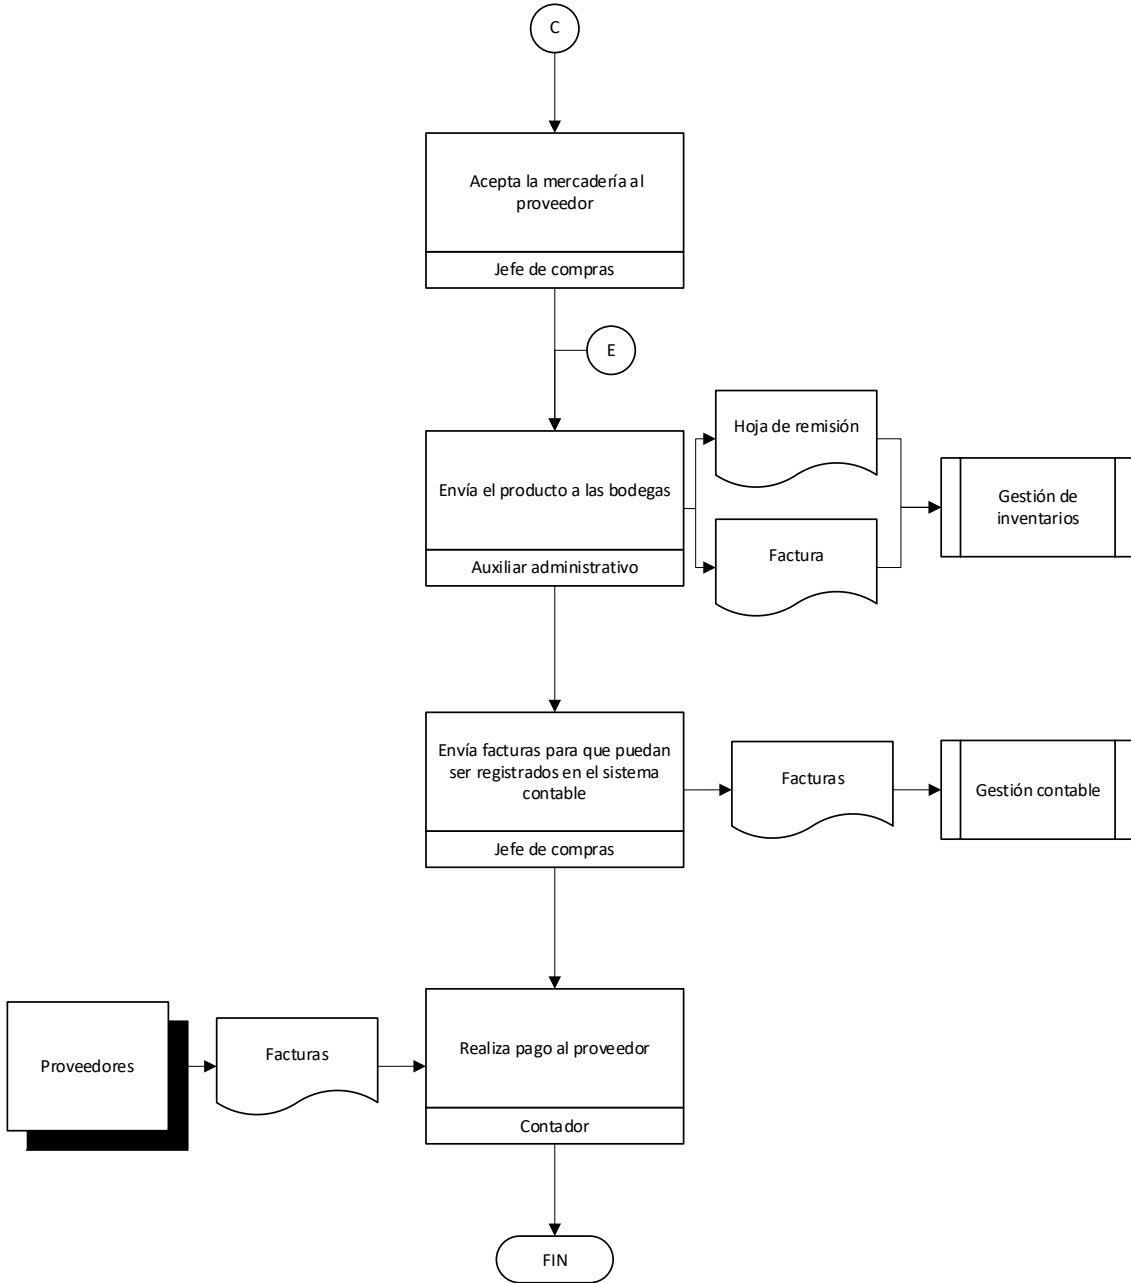 C
Acepta la mercadería al
proveedor
Jefe de compras
E
Envía el producto a las bodegas
Auxiliar administrativo
Hoja de remisión
Factura
Gestión de
inventarios
Envía facturas para que puedan
ser registrados en el sistema
contable
Jefe de compras
Facturas
Gestión contable
Proveedores
Facturas
Realiza pago al proveedor
Contador
FIN